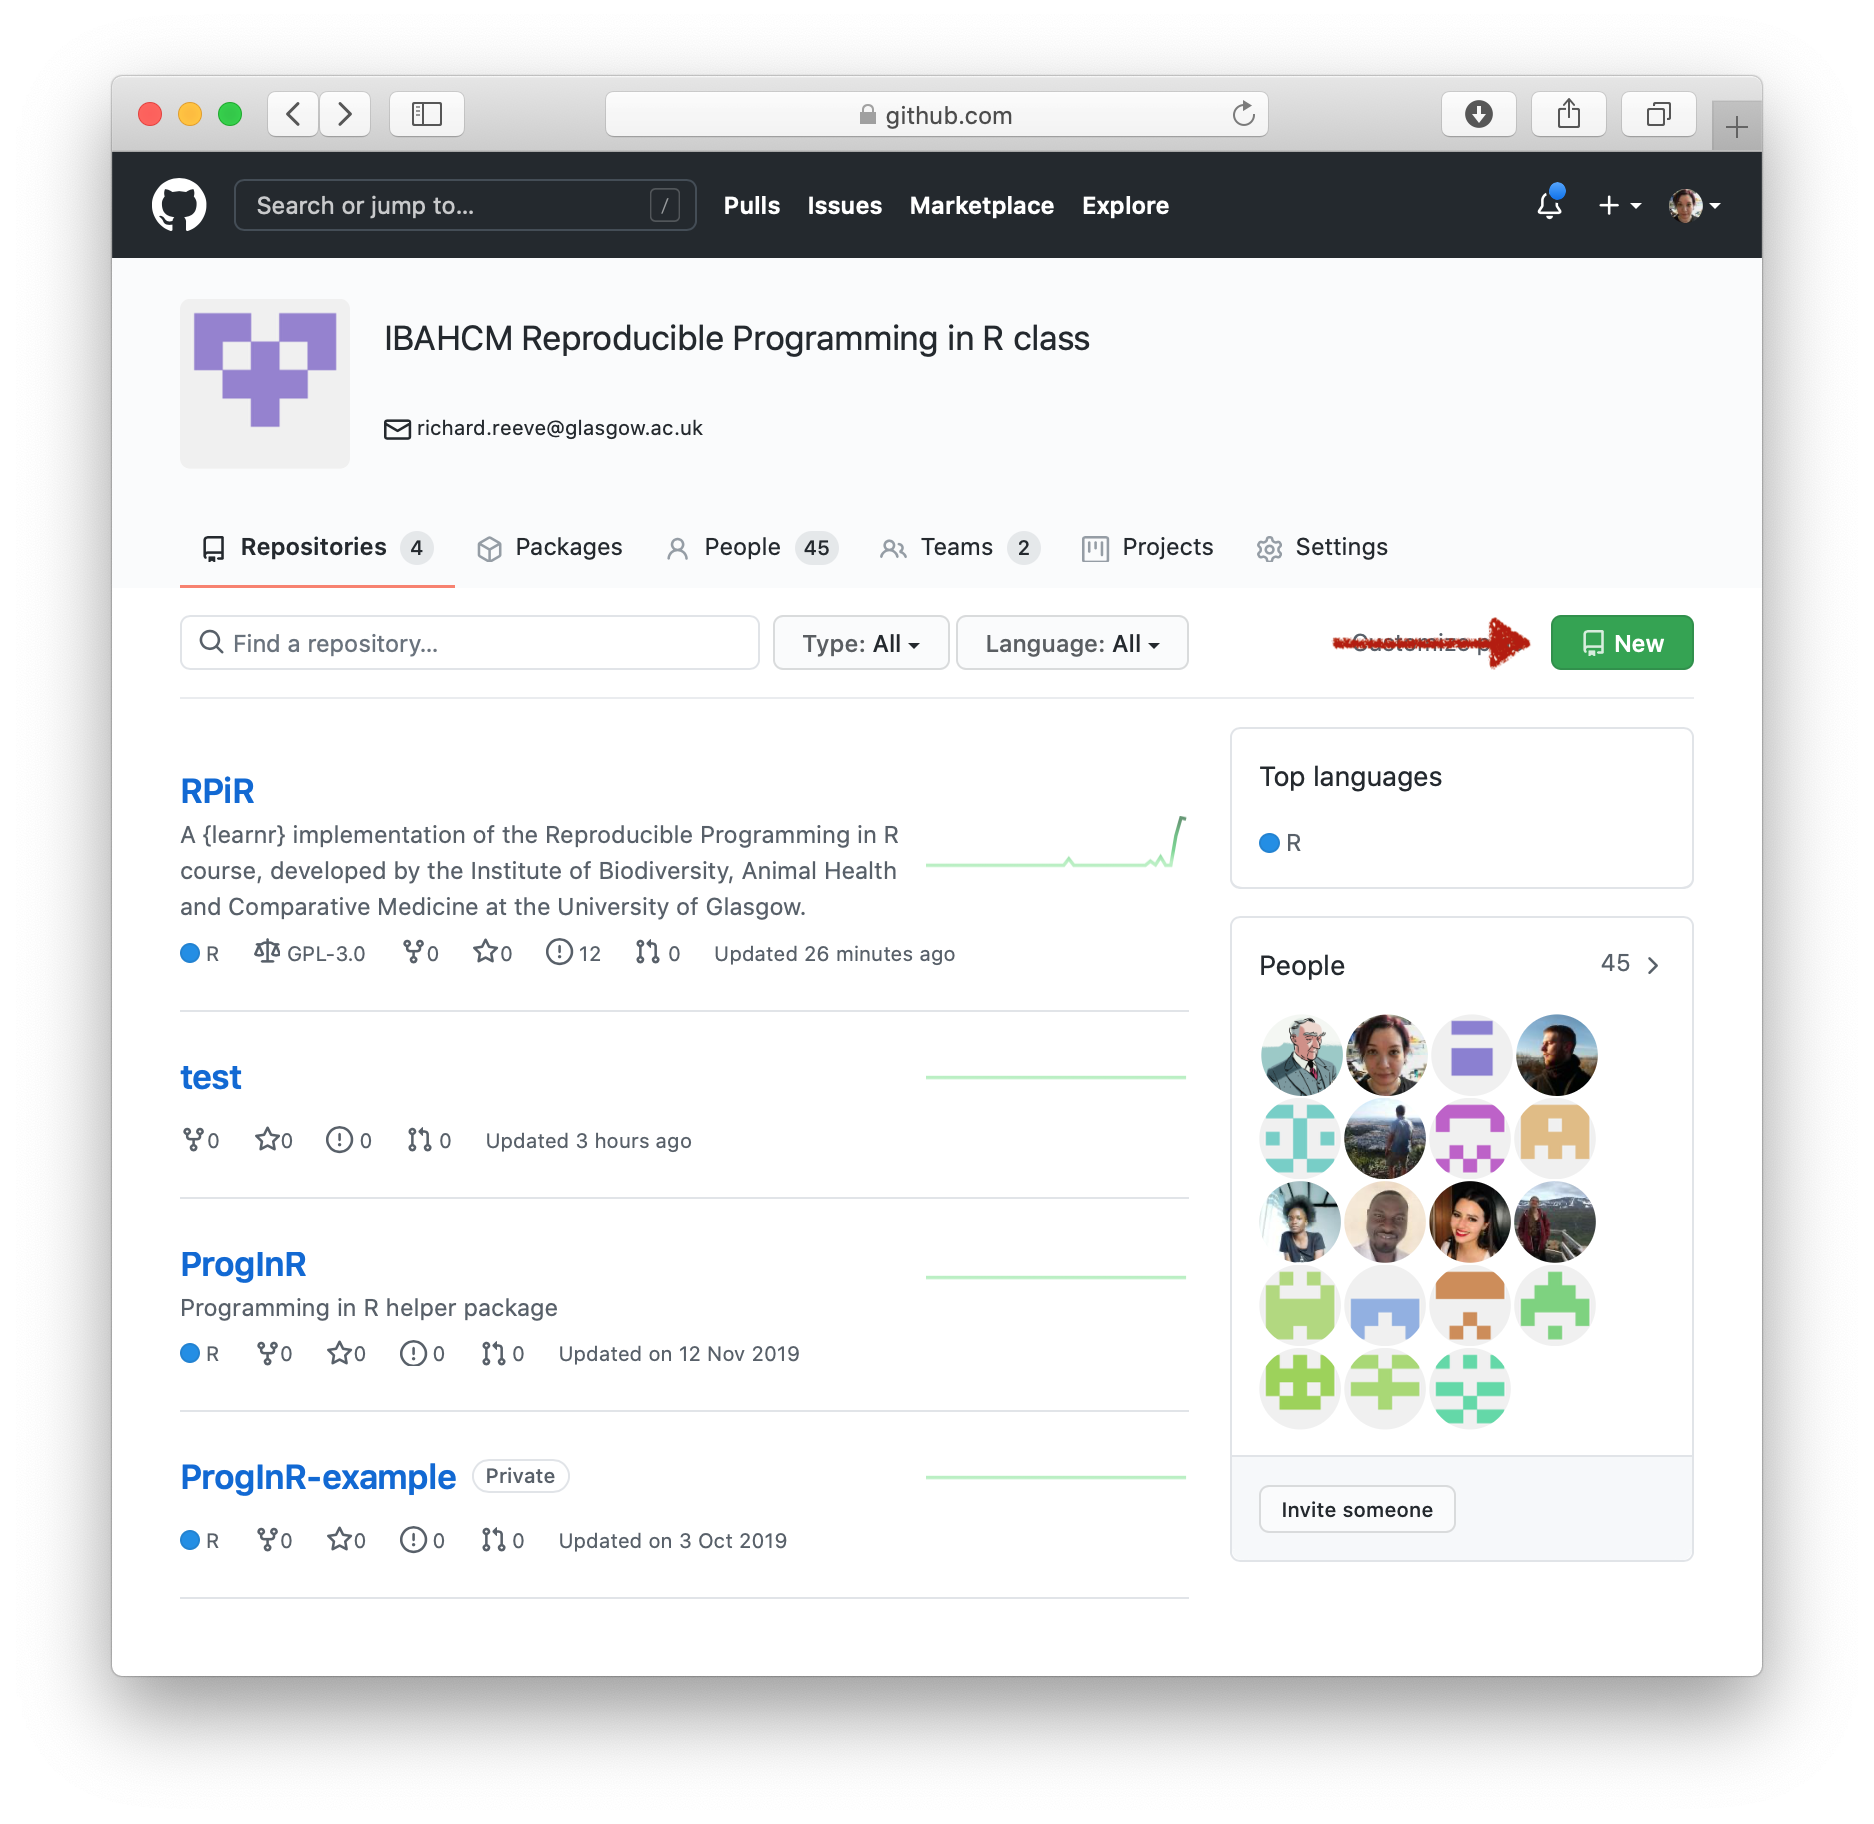 github.com
Search or jump to... /
Pulls Issues Marketplace Explore
IBAHCM Reproducible Programming in R class
richard.reeve@glasgow.ac.uk
Repositories 4 Packages People 45 Teams 2 Projects Settings
Find a repository... Type: All Language: All Customize New
RPiR
A {learnr} implementation of the Reproducible Programming in R
course, developed by the Institute of Biodiversity, Animal Health
and Comparative Medicine at the University of Glasgow.
R GPL-3.0 0 0 12 0 Updated 26 minutes ago
test
0 0 0 0 Updated 3 hours ago
ProgInR
Programming in R helper package
R 0 0 0 0 Updated on 12 Nov 2019
ProgInR-example Private
R 0 0 0 0 Updated on 3 Oct 2019
Top languages
R
People 45
Invite someone